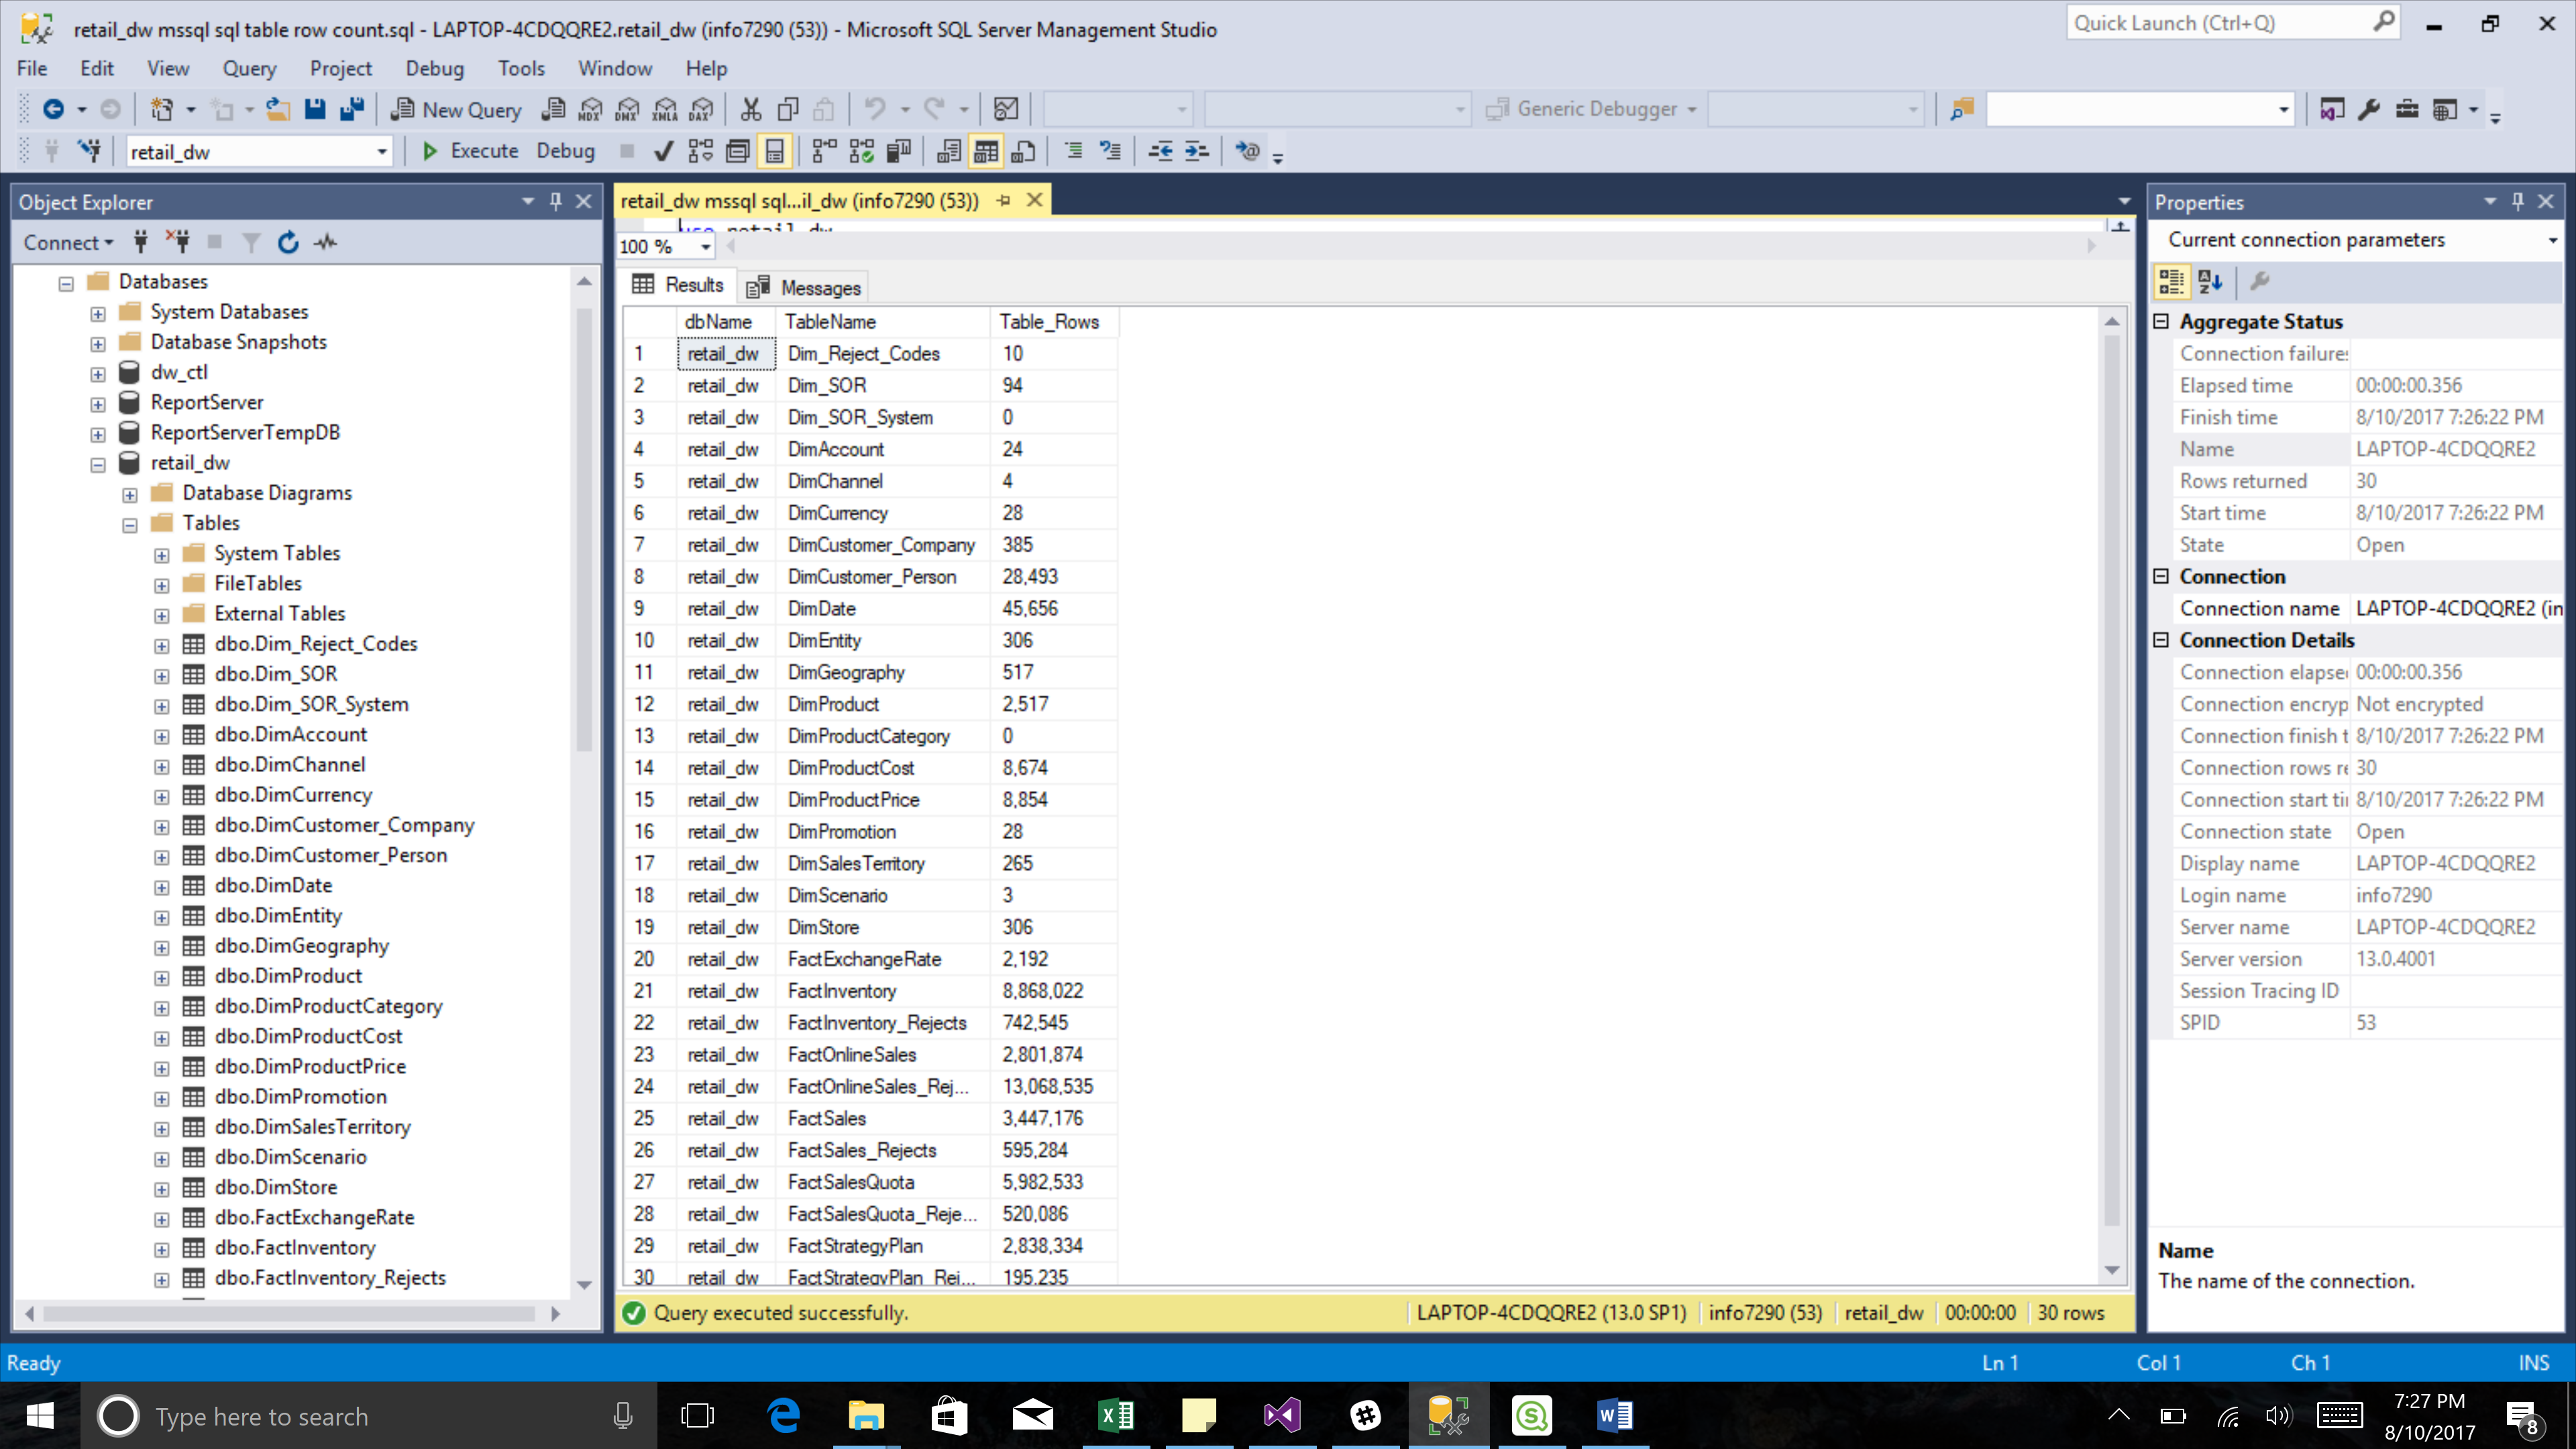 retail_dw mssql sql table row count.sql - LAPTOP-4CDQQRE2.retail_dw (info7290 (53)) - Microsoft SQL Server Management Studio
Quick Launch (Ctrl+Q)
File Edit View Query Project Debug Tools Window Help
New Query MDX DMX XMLA DAX Generic Debugger
retail_dw Execute Debug
Object Explorer
Connect
Databases
System Databases
Database Snapshots
dw_ctl
ReportServer
ReportServerTempDB
retail_dw
Database Diagrams
Tables
System Tables
FileTables
External Tables
dbo.Dim_Reject_Codes
dbo.Dim_SOR
dbo.Dim_SOR_System
dbo.DimAccount
dbo.DimChannel
dbo.DimCurrency
dbo.DimCustomer_Company
dbo.DimCustomer_Person
dbo.DimDate
dbo.DimEntity
dbo.DimGeography
dbo.DimProduct
dbo.DimProductCategory
dbo.DimProductCost
dbo.DimProductPrice
dbo.DimPromotion
dbo.DimSalesTerritory
dbo.DimScenario
dbo.DimStore
dbo.FactExchangeRate
dbo.FactInventory
dbo.FactInventory_Rejects
retail_dw mssql sql...il_dw (info7290 (53))
use retail_dw
100 %
Results Messages
dbName TableName Table_Rows
1 retail_dw Dim_Reject_Codes 10
2 retail_dw Dim_SOR 94
3 retail_dw Dim_SOR_System 0
4 retail_dw DimAccount 24
5 retail_dw DimChannel 4
6 retail_dw DimCurrency 28
7 retail_dw DimCustomer_Company 385
8 retail_dw DimCustomer_Person 28,493
9 retail_dw DimDate 45,656
10 retail_dw DimEntity 306
11 retail_dw DimGeography 517
12 retail_dw DimProduct 2,517
13 retail_dw DimProductCategory 0
14 retail_dw DimProductCost 8,674
15 retail_dw DimProductPrice 8,854
16 retail_dw DimPromotion 28
17 retail_dw DimSalesTerritory 265
18 retail_dw DimScenario 3
19 retail_dw DimStore 306
20 retail_dw FactExchangeRate 2,192
21 retail_dw FactInventory 8,868,022
22 retail_dw FactInventory_Rejects 742,545
23 retail_dw FactOnlineSales 2,801,874
24 retail_dw FactOnlineSales_Rej... 13,068,535
25 retail_dw FactSales 3,447,176
26 retail_dw FactSales_Rejects 595,284
27 retail_dw FactSalesQuota 5,982,533
28 retail_dw FactSalesQuota_Reje... 520,086
29 retail_dw FactStrategyPlan 2,838,334
30 retail_dw FactStrategyPlan_Rej... 195,235
Query executed successfully. LAPTOP-4CDQQRE2 (13.0 SP1) info7290 (53) retail_dw 00:00:00 30 rows
Properties
Current connection parameters
Aggregate Status
Connection failures
Elapsed time 00:00:00.356
Finish time 8/10/2017 7:26:22 PM
Name LAPTOP-4CDQQRE2
Rows returned 30
Start time 8/10/2017 7:26:22 PM
State Open
Connection
Connection name LAPTOP-4CDQQRE2 (in
Connection Details
Connection elapse 00:00:00.356
Connection encryp Not encrypted
Connection finish t 8/10/2017 7:26:22 PM
Connection rows re 30
Connection start ti 8/10/2017 7:26:22 PM
Connection state Open
Display name LAPTOP-4CDQQRE2
Login name info7290
Server name LAPTOP-4CDQQRE2
Server version 13.0.4001
Session Tracing ID
SPID 53
Name
The name of the connection.
Ready Ln 1 Col 1 Ch 1 INS
Type here to search
7:27 PM
8/10/2017
8